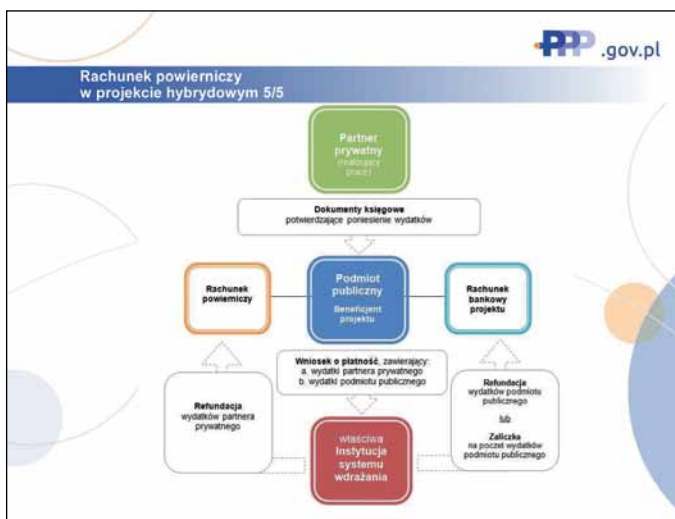 PPP.gov.pl
Rachunek powierniczy
w projekcie hybrydowym 5/5
Partner
prywatny
(realizujący
prace)
Dokumenty księgowe
potwierdzające poniesienie wydatków
Rachunek
powierniczy
Podmiot
publiczny
Beneficjent
projektu
Rachunek
bankowy
projektu
Wniosek o płatność, zawierający:
a. wydatki partnera prywatnego
b. wydatki podmiotu publicznego
Refundacja
wydatków partnera
prywatnego
Refundacja
wydatków podmiotu
publicznego
lub
Zaliczka
na poczet wydatków
podmiotu publicznego
właściwa
Instytucja
systemu
wdrażania